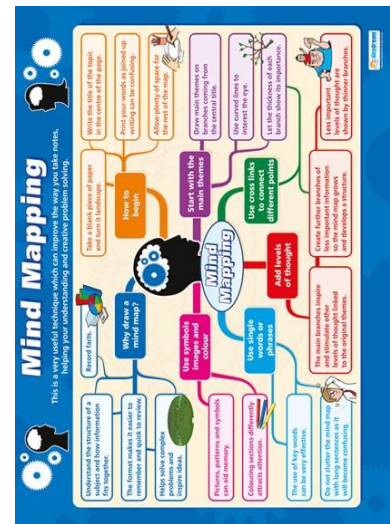 Mind Mapping
This is a very useful technique which can improve the way you take notes,
helping your understanding and creative problem solving.
Mind
Mapping
How to
begin
Take a blank piece of paper
and turn it landscape.
Write the title of the topic
in the centre of the page.
Print your words as joined up
writing can be confusing.
Allow plenty of space for
the rest of the map.
Start with the
main themes
Draw main themes on
branches coming from
the central title.
Use curved lines to
interest the eye.
Let the thickness of each
branch show its importance.
Use cross links
to connect
different points
Add levels
of thought
Less important
levels of thought are
shown by thinner branches.
Create further branches of
less important information
so the mind map grows
and develops a structure.
The main branches inspire
and stimulate other
levels of thought linked
to the original themes.
Use single
words or
phrases
The use of key words
can be very effective.
Do not clutter the mind map
with long sentences as it
will become confusing.
Use symbols
images and
colour
Pictures, patterns and symbols
can aid memory.
Colouring sections differently
attracts attention.
Why draw a
mind map?
Record facts.
Understand the structure of a
subject and how information
fits together.
The format makes it easier to
remember and quick to review.
Helps solve complex
problems and
inspire ideas.